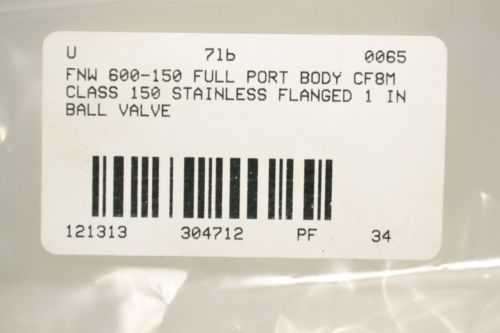 U 7lb 0065
FNW 600-150 FULL PORT BODY CF8M
CLASS 150 STAINLESS FLANGED 1 IN
BALL VALVE
121313 304712 PF 34